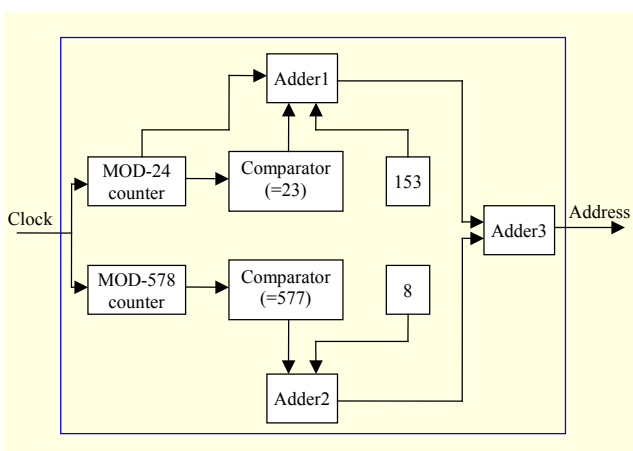 Adder1
MOD-24
counter
Comparator
(=23)
153
Clock
Address
Adder3
MOD-578
counter
Comparator
(=577)
8
Adder2